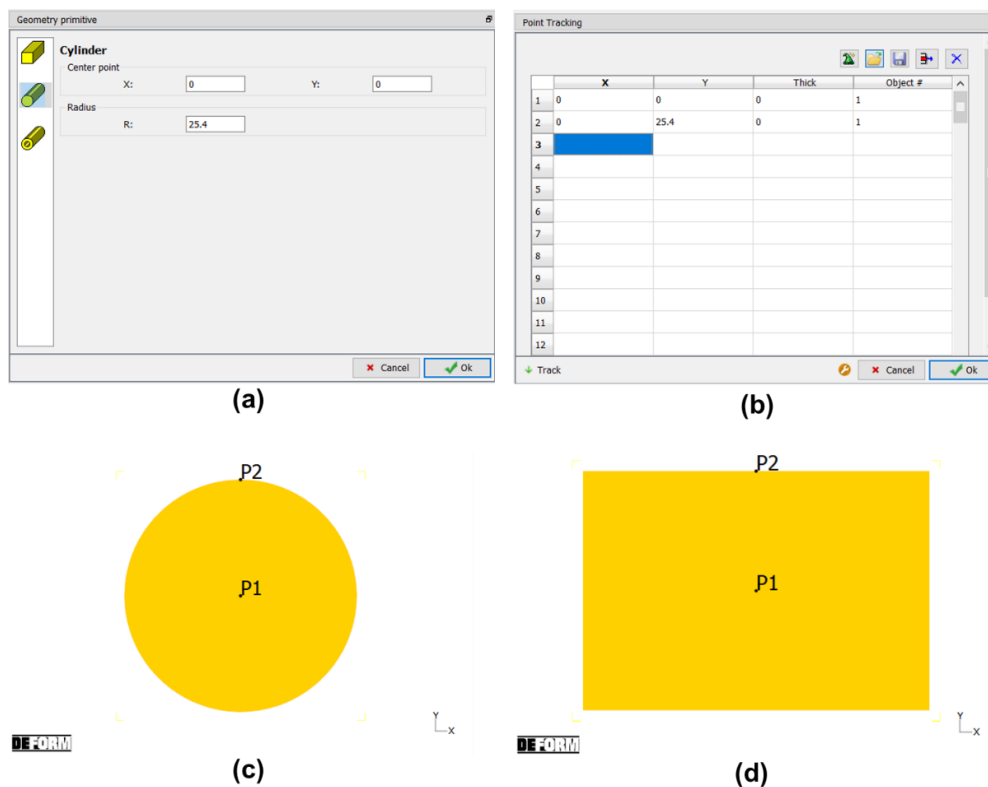 Geometry primitive
Cylinder
Center point
X: 0 Y: 0
Radius
R: 25.4
Cancel Ok
(a)
Point Tracking
X Y Thick Object #
1 0 0 0 1
2 0 25.4 0 1
3
4
5
6
7
8
9
10
11
12
Track Cancel Ok
(b)
P2
P1
Y
X
DEFORM
(c)
P2
P1
Y
X
DEFORM
(d)